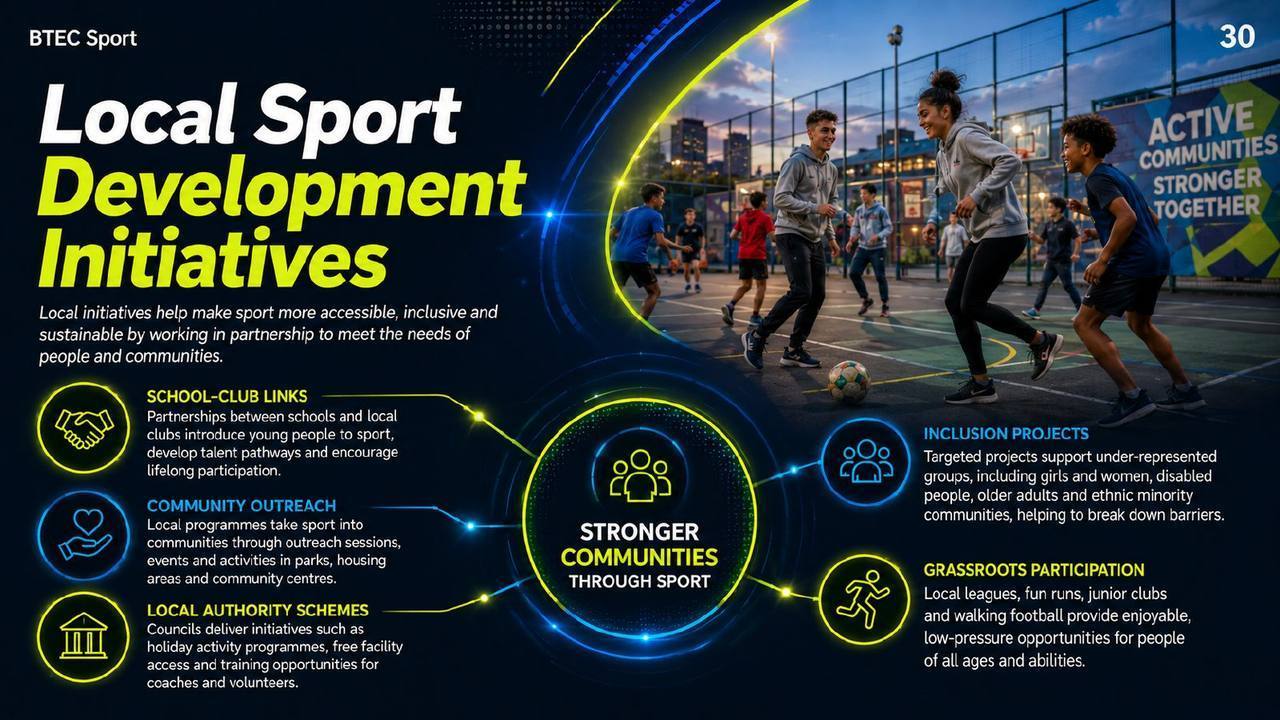 BTEC Sport
30
Local Sport
Development
Initiatives
Local initiatives help make sport more accessible, inclusive and
sustainable by working in partnership to meet the needs of
people and communities.
ACTIVE
COMMUNITIES
STRONGER
TOGETHER
SCHOOL-CLUB LINKS
Partnerships between schools and local
clubs introduce young people to sport,
develop talent pathways and encourage
lifelong participation.
COMMUNITY OUTREACH
Local programmes take sport into
communities through outreach sessions,
events and activities in parks, housing
areas and community centres.
LOCAL AUTHORITY SCHEMES
Councils deliver initiatives such as
holiday activity programmes, free facility
access and training opportunities for
coaches and volunteers.
STRONGER
COMMUNITIES
THROUGH SPORT
INCLUSION PROJECTS
Targeted projects support under-represented
groups, including girls and women, disabled
people, older adults and ethnic minority
communities, helping to break down barriers.
GRASSROOTS PARTICIPATION
Local leagues, fun runs, junior clubs
and walking football provide enjoyable,
low-pressure opportunities for people
of all ages and abilities.